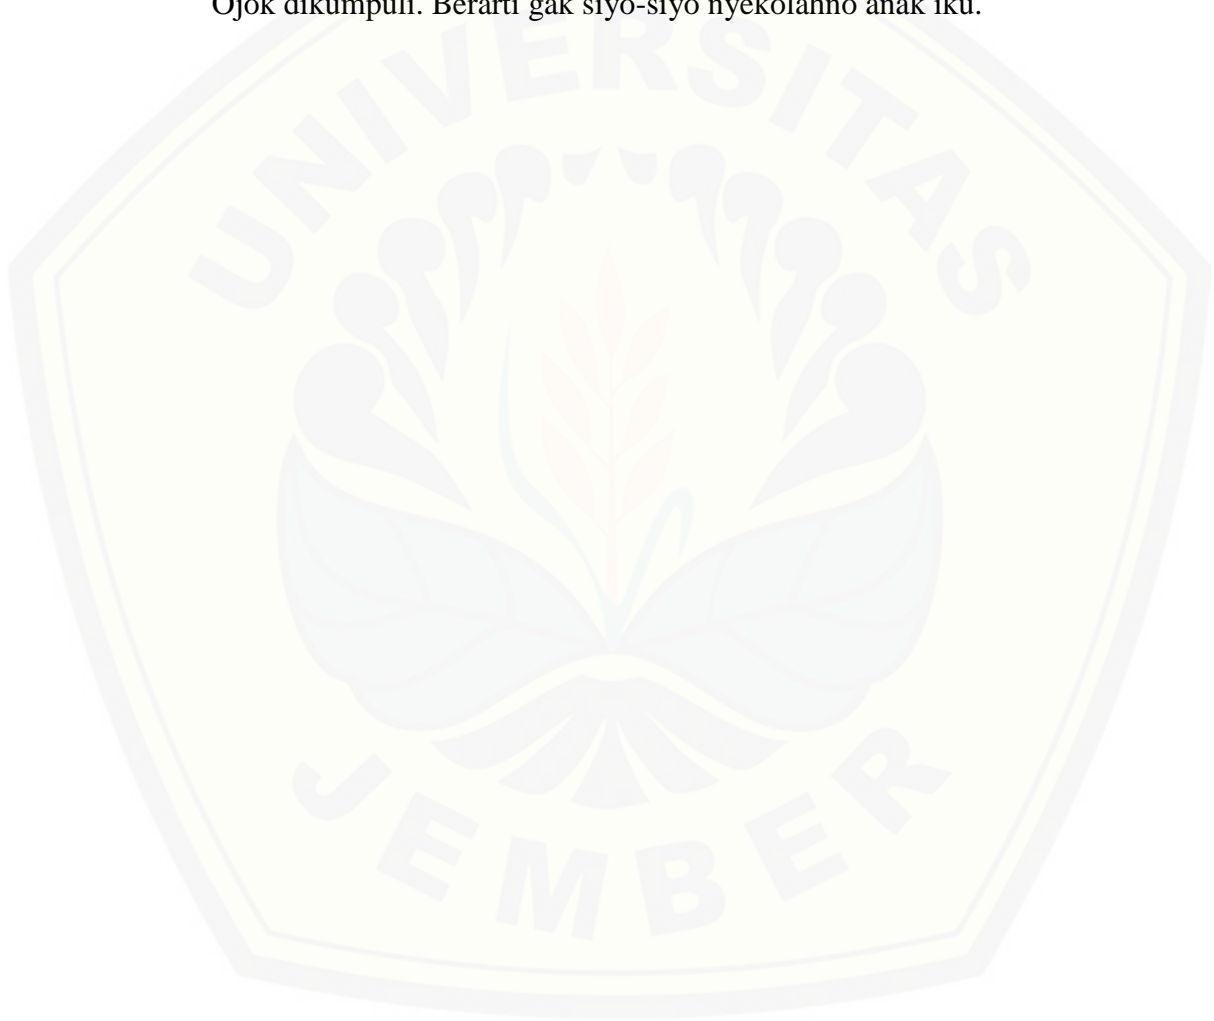 Ojok dikumpuli. Berarti gak siyo-siyo nyekolahno anak iku.
UNIVERSITAS
JEMBER